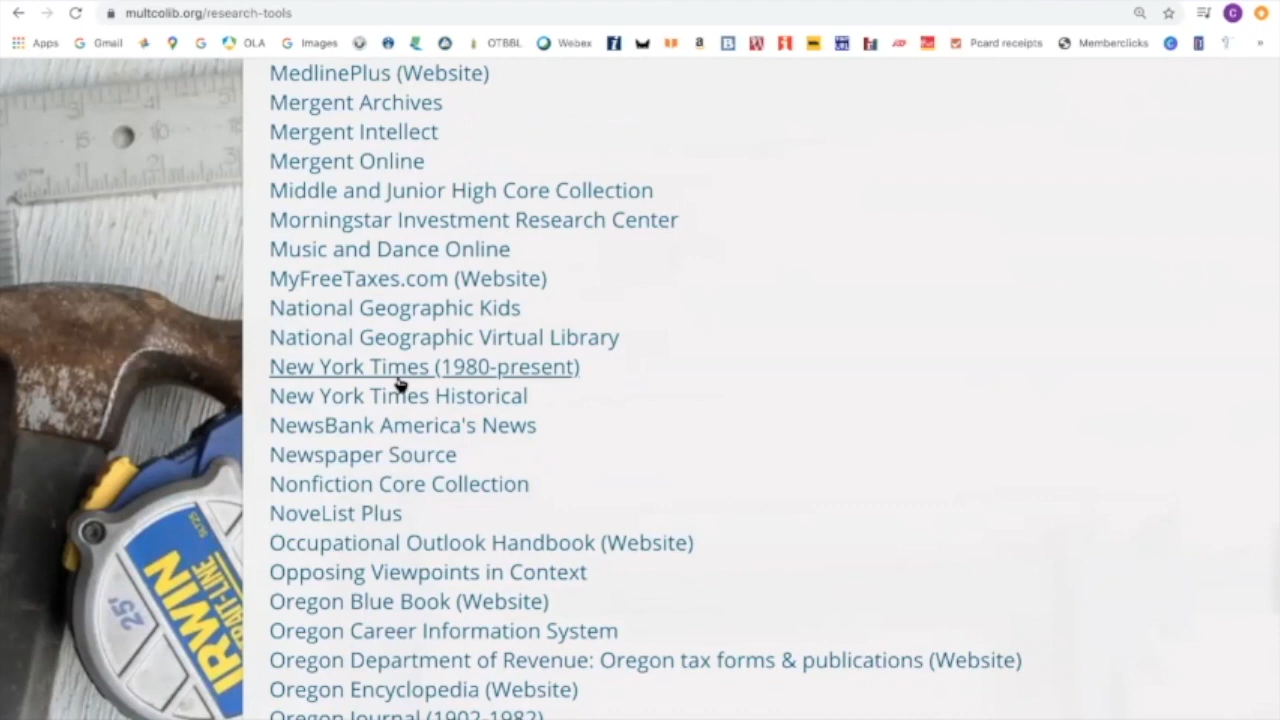 multcolib.org/research-tools
Apps Gmail G OLA Images OTBBL Webex a Pcard receipts Memberclicks
MedlinePlus (Website)
Mergent Archives
Mergent Intellect
Mergent Online
Middle and Junior High Core Collection
Morningstar Investment Research Center
Music and Dance Online
MyFreeTaxes.com (Website)
National Geographic Kids
National Geographic Virtual Library
New York Times (1980-present)
New York Times Historical
NewsBank America's News
Newspaper Source
Nonfiction Core Collection
NoveList Plus
Occupational Outlook Handbook (Website)
Opposing Viewpoints in Context
Oregon Blue Book (Website)
Oregon Career Information System
Oregon Department of Revenue: Oregon tax forms & publications (Website)
Oregon Encyclopedia (Website)
Oregon Journal (1902-1982)
IRWIN
25'